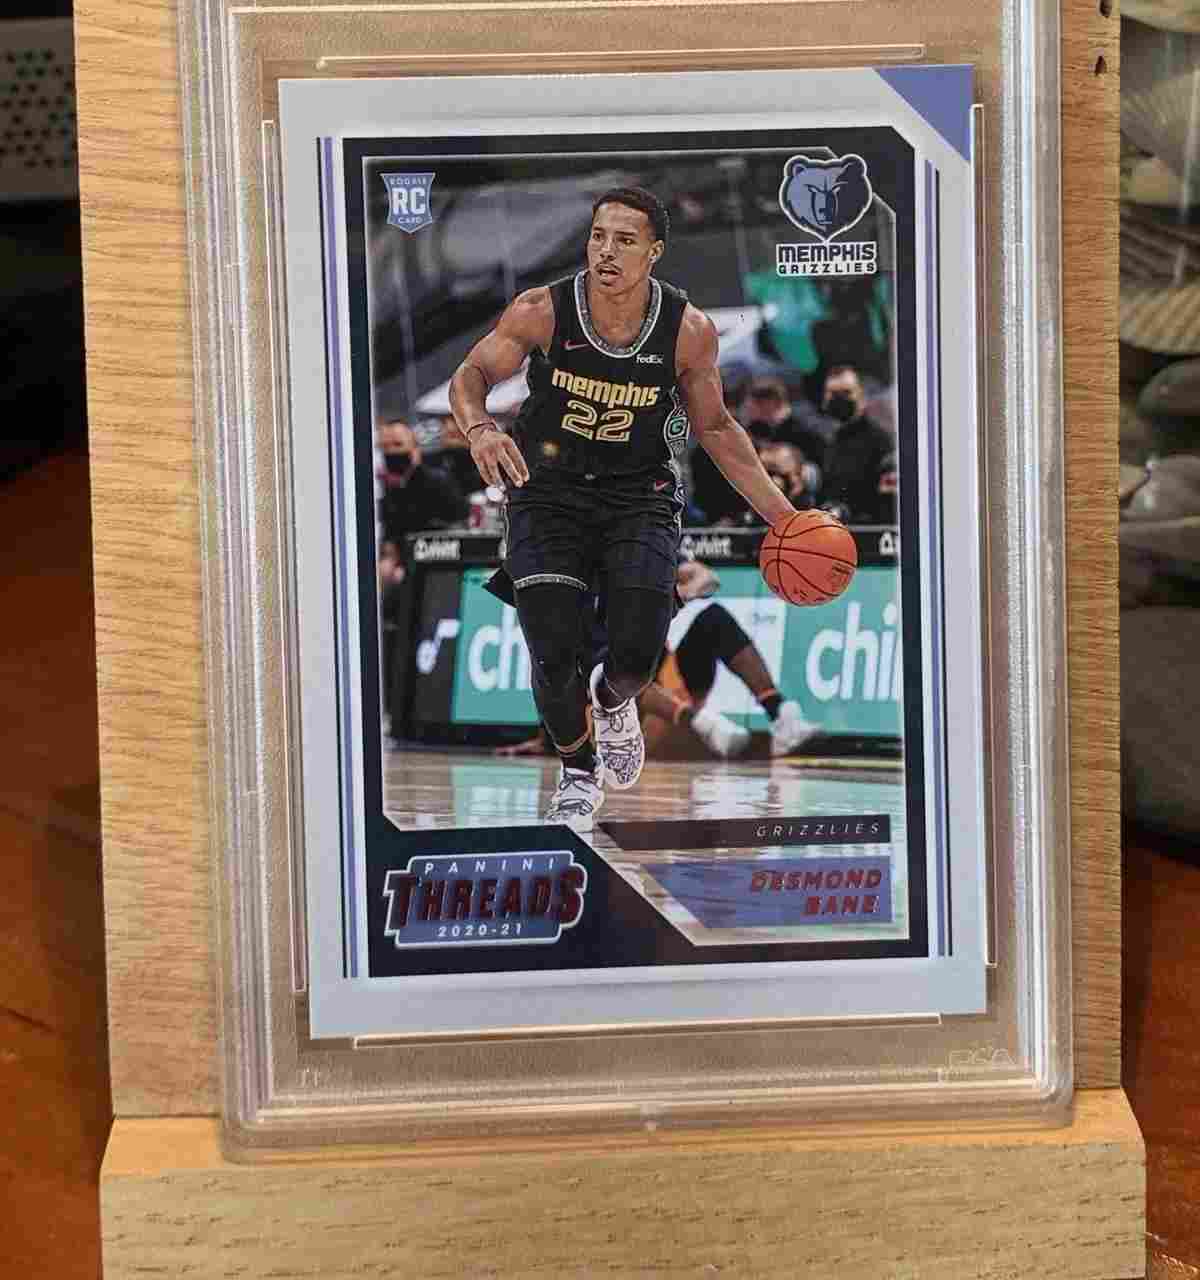 ROOKIE
RC
CARD
MEMPHIS
GRIZZLIES
FedEx
memphis
22
chi
chi
GRIZZLIES
PANINI
THREADS
2020-21
DESMOND
BANE